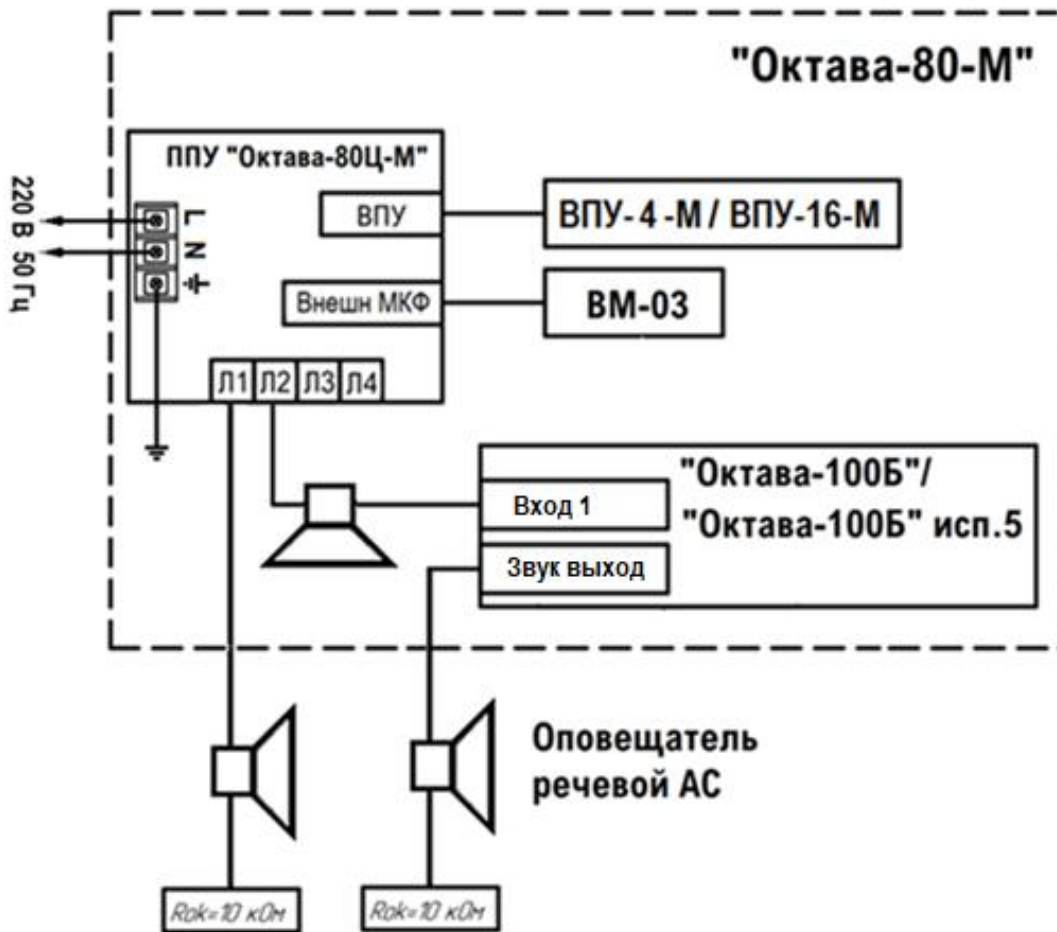 "Октава-80-М"
ППУ "Октава-80Ц-М"
220 В 50 Гц
L
N
ВПУ
ВПУ-4-М / ВПУ-16-М
Внешн МКФ
ВМ-03
Л1 Л2 Л3 Л4
"Октава-100Б"/
"Октава-100Б" исп.5
Вход 1
Звук выход
Оповещатель
речевой АС
Rok=10 кОм
Rok=10 кОм